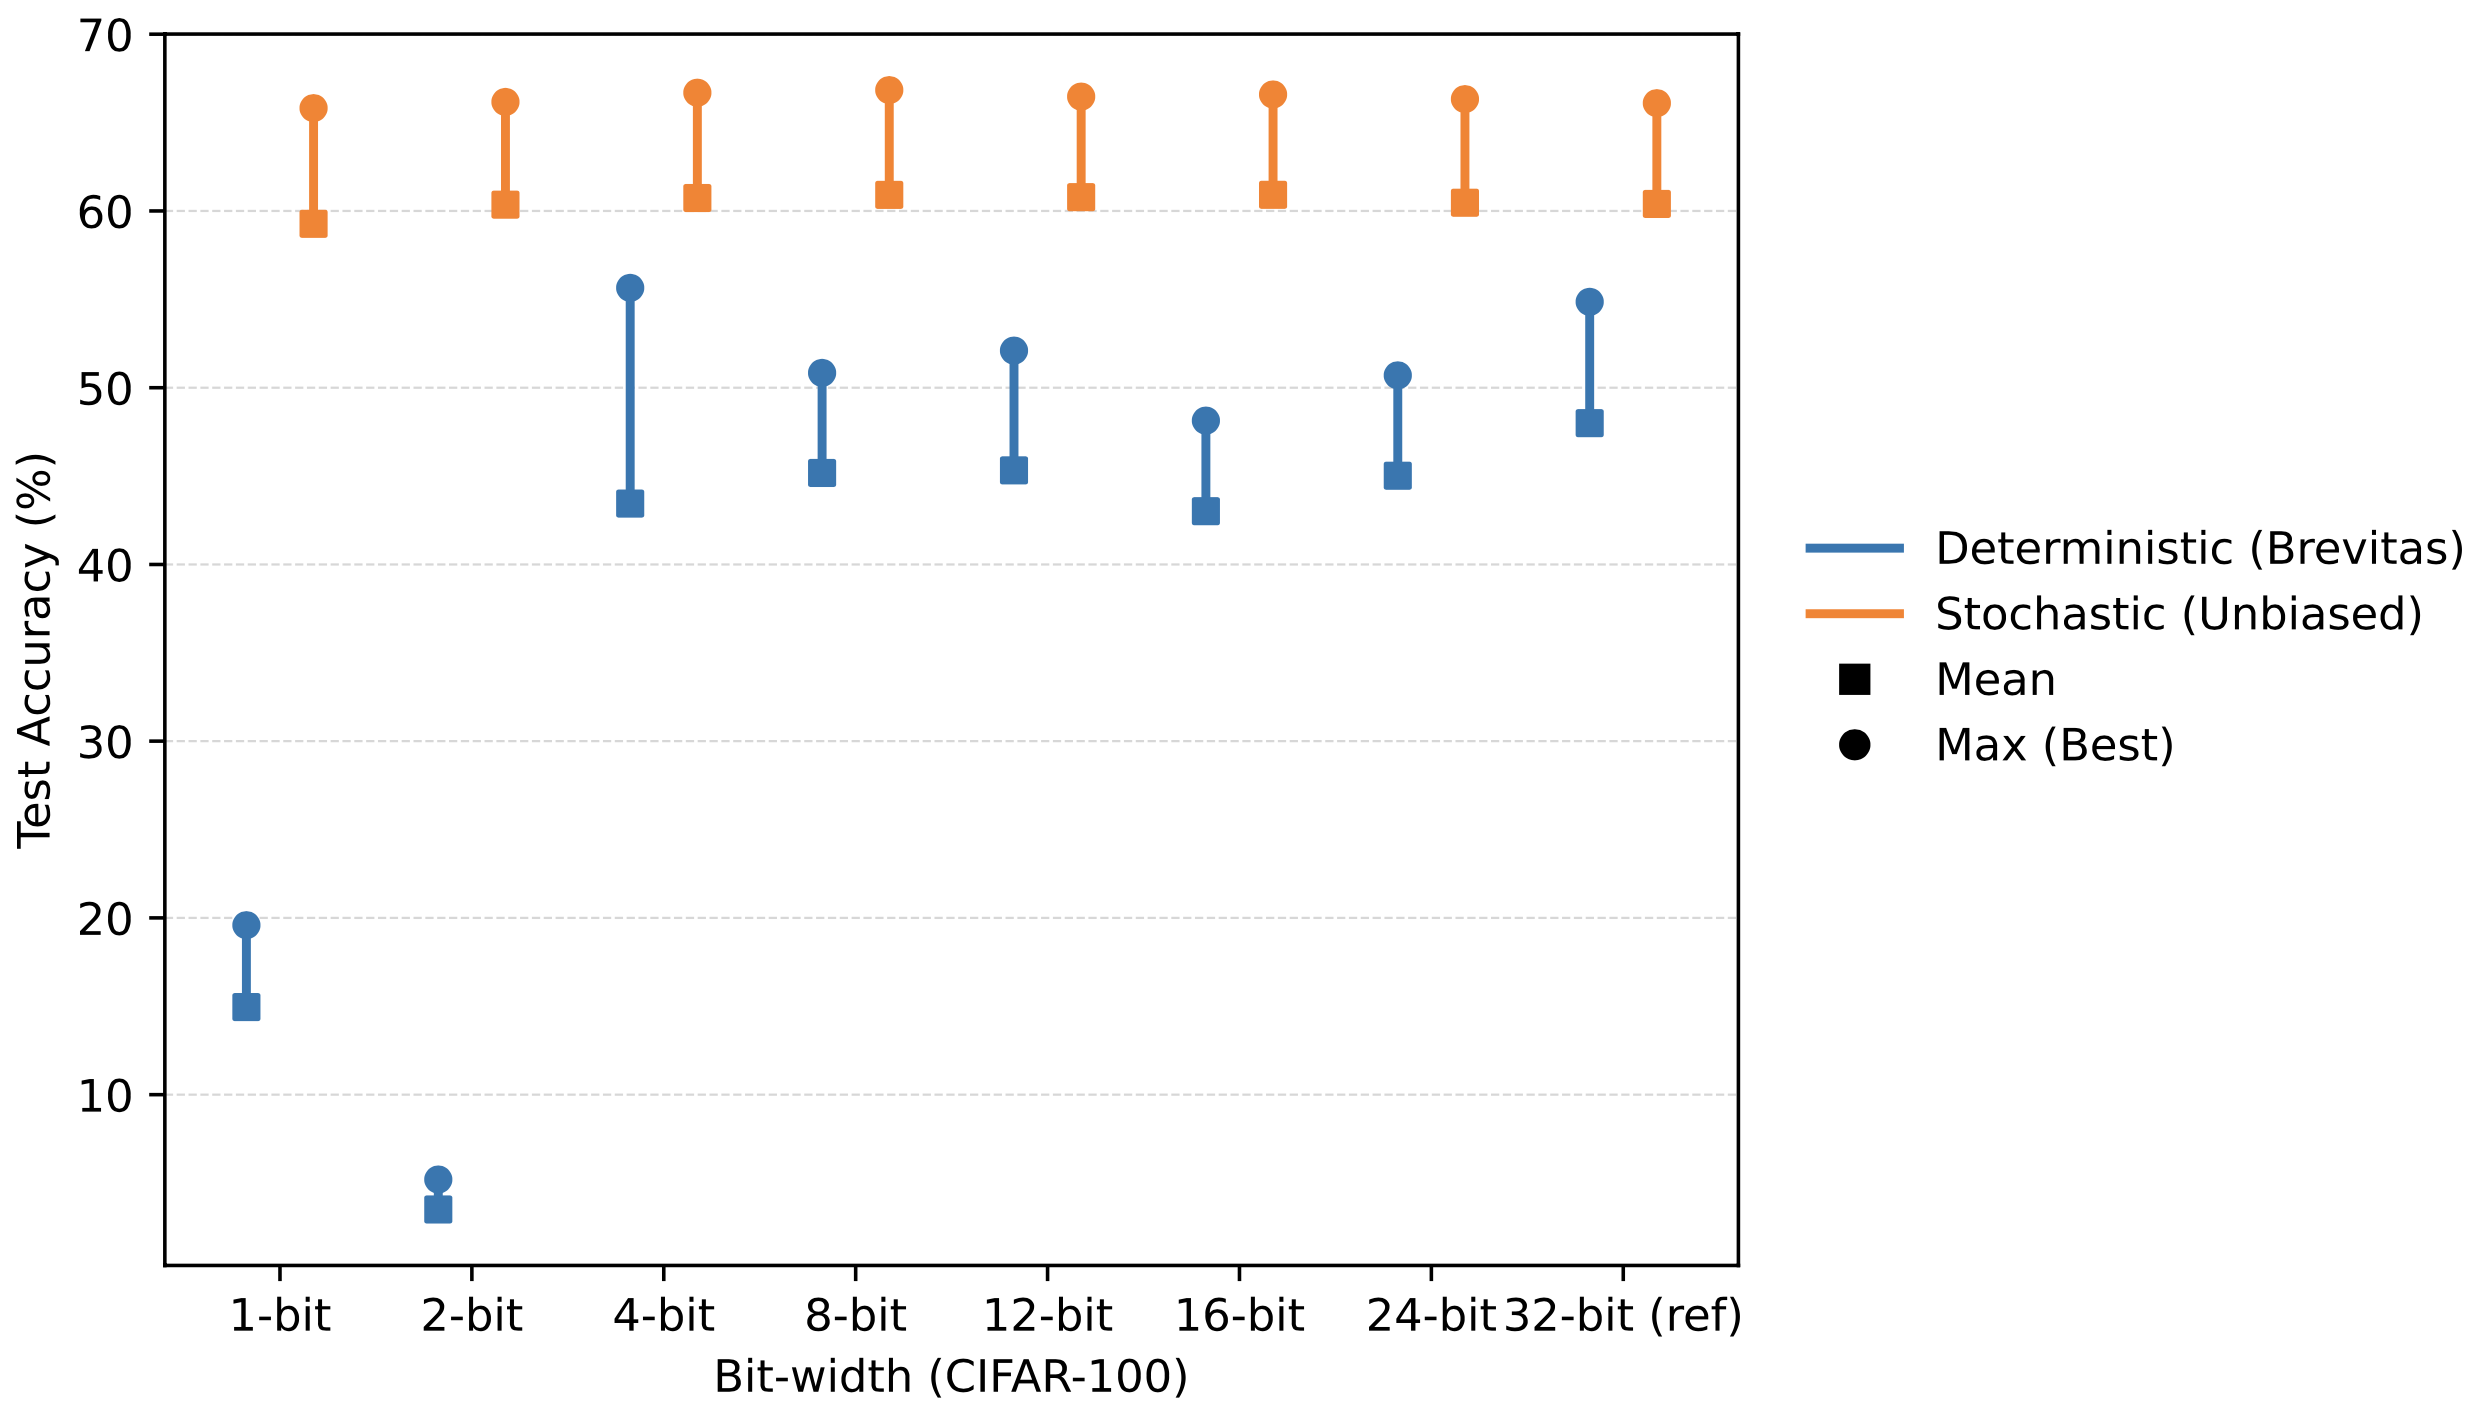 70
60
50
40
30
20
10
Test Accuracy (%)
1-bit 2-bit 4-bit 8-bit 12-bit 16-bit 24-bit 32-bit (ref)
Bit-width (CIFAR-100)
Deterministic (Brevitas)
Stochastic (Unbiased)
Mean
Max (Best)